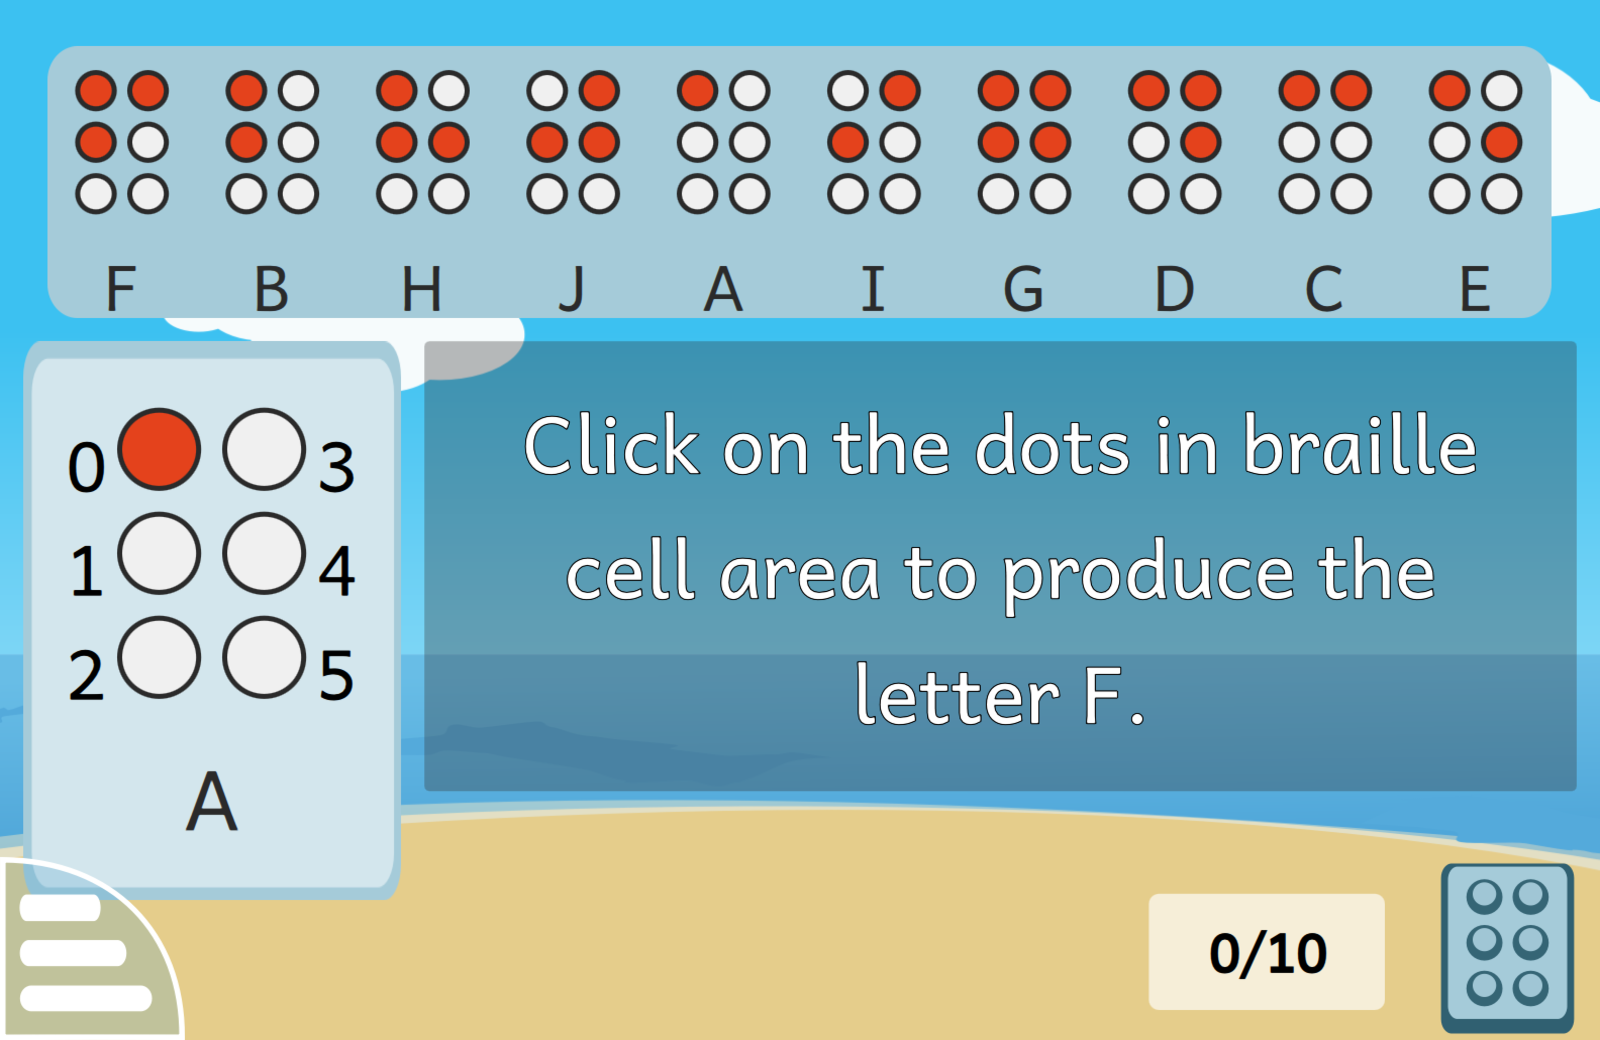 F B H J A I G D C E
0 3
1 4
2 5
A
Click on the dots in braille
cell area to produce the
letter F.
0/10